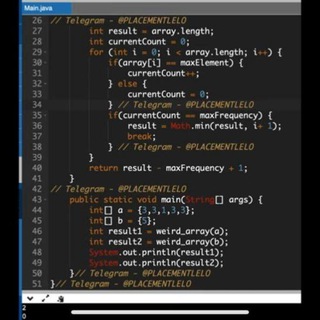 Main.java
26 // Telegram - @PLACEMENTLELO
27 int result = array.length;
28 int currentCount = 0;
29 for (int i = 0; i < array.length; i++) {
30 if(array[i] == maxElement) {
31 currentCount++;
32 } else {
33 currentCount = 0;
34 } // Telegram - @PLACEMENTLELO
35 if(currentCount == maxFrequency) {
36 result = Math.min(result, i+ 1);
37 break;
38 } // Telegram - @PLACEMENTLELO
39 }
40 return result - maxFrequency + 1;
41 }
42 // Telegram - @PLACEMENTLELO
43 public static void main(String[] args) {
44 int[] a = {3,3,1,3,3};
45 int[] b = {5};
46 int result1 = weird_array(a);
47 int result2 = weird_array(b);
48 System.out.println(result1);
49 System.out.println(result2);
50 }// Telegram - @PLACEMENTLELO
51 }// Telegram - @PLACEMENTLELO
2
0